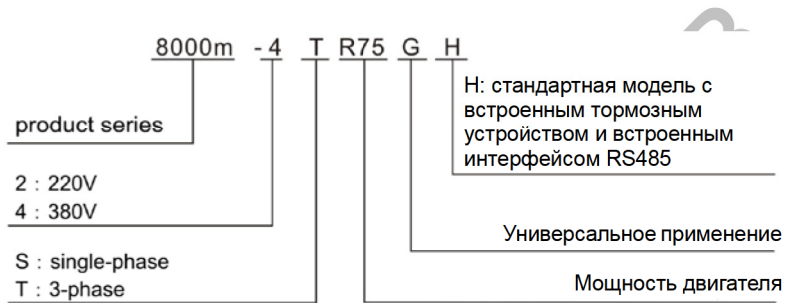 8000m - 4 T R75 G H
H: стандартная модель с
встроенным тормозным
устройством и встроенным
интерфейсом RS485
product series
2 : 220V
4 : 380V
Универсальное применение
S : single-phase
T : 3-phase
Мощность двигателя